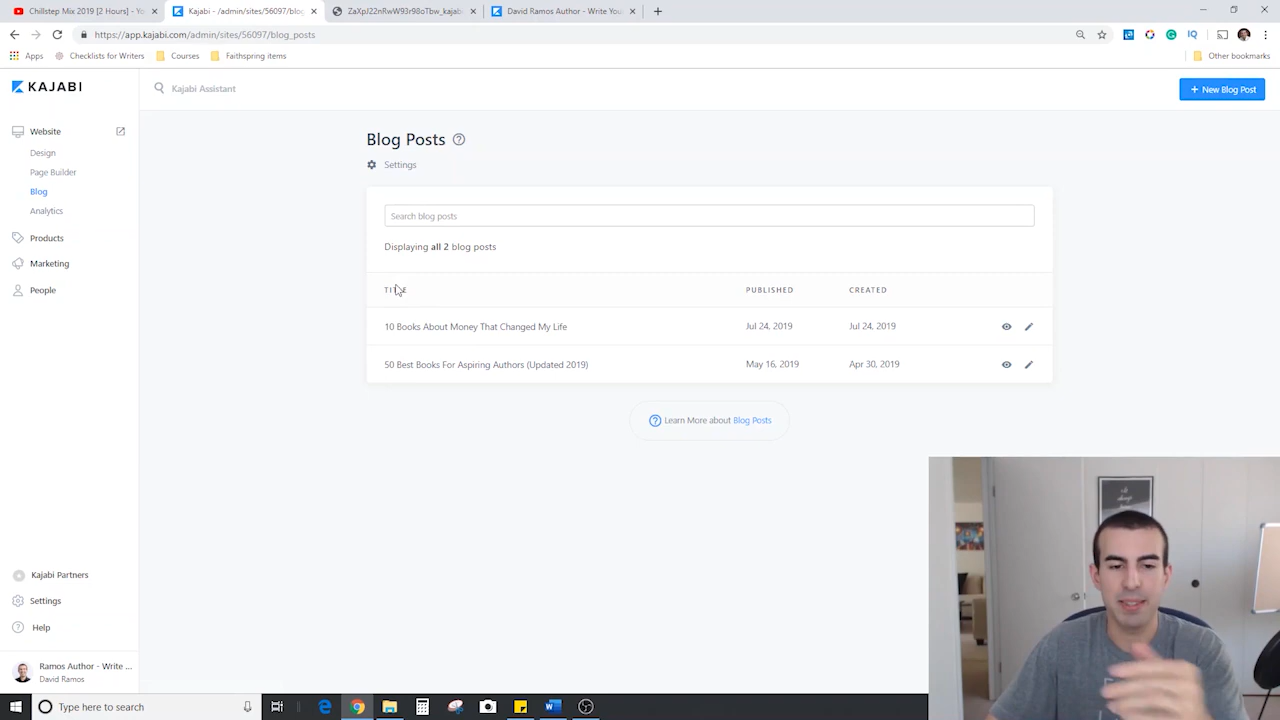 Chillstep Mix 2019 [2 Hours] - Yo
Kajabi - /admin/sites/56097/blog
ZaXpJ22nRwW93r98oTbw_kajab
David Ramos Author - Write You
https://app.kajabi.com/admin/sites/56097/blog_posts
Apps
Checklists for Writers
Courses
Faithspring items
Other bookmarks
KAJABI
Kajabi Assistant
+ New Blog Post
Website
Design
Page Builder
Blog
Analytics
Products
Marketing
People
Blog Posts
Settings
Search blog posts
Displaying all 2 blog posts
TITLE PUBLISHED CREATED
10 Books About Money That Changed My Life Jul 24, 2019 Jul 24, 2019
50 Best Books For Aspiring Authors (Updated 2019) May 16, 2019 Apr 30, 2019
Learn More about Blog Posts
Kajabi Partners
Settings
Help
Ramos Author - Write ...
David Ramos
Type here to search